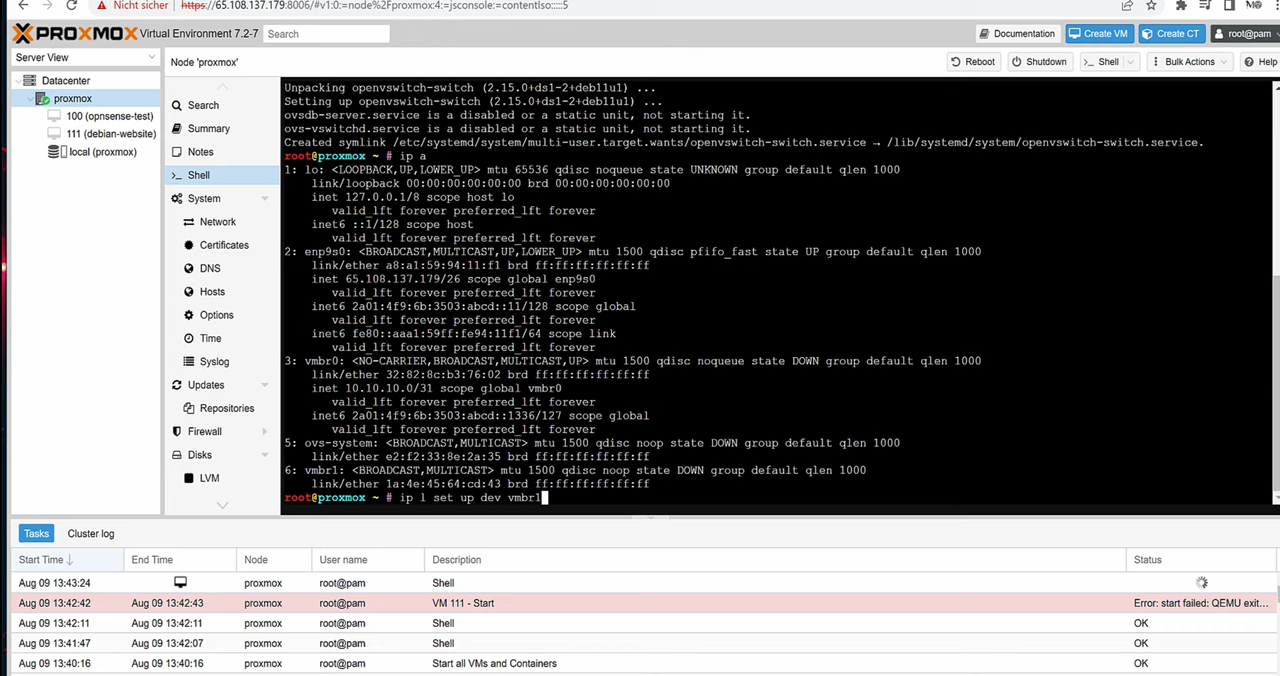 Nicht sicher https://65.108.137.179:8006/#v1:0:=node%2Fproxmox:4:=jsconsole:=contentIso:::::5
PROXMOX Virtual Environment 7.2-7 Search Documentation Create VM Create CT root@pam
Server View
Node 'proxmox' Reboot Shutdown >_ Shell Bulk Actions Help
Datacenter
proxmox
100 (opnsense-test)
111 (debian-website)
local (proxmox)
Search
Summary
Notes
>_ Shell
System
Network
Certificates
DNS
Hosts
Options
Time
Syslog
Updates
Repositories
Firewall
Disks
LVM
Unpacking openvswitch-switch (2.15.0+ds1-2+deb11u1) ...
Setting up openvswitch-switch (2.15.0+ds1-2+deb11u1) ...
ovsdb-server.service is a disabled or a static unit, not starting it.
ovs-vswitchd.service is a disabled or a static unit, not starting it.
Created symlink /etc/systemd/system/multi-user.target.wants/openvswitch-switch.service → /lib/systemd/system/openvswitch-switch.service.
root@proxmox ~ # ip a
1: lo: <LOOPBACK,UP,LOWER_UP> mtu 65536 qdisc noqueue state UNKNOWN group default qlen 1000
link/loopback 00:00:00:00:00:00 brd 00:00:00:00:00:00
inet 127.0.0.1/8 scope host lo
valid_lft forever preferred_lft forever
inet6 ::1/128 scope host
valid_lft forever preferred_lft forever
2: enp9s0: <BROADCAST,MULTICAST,UP,LOWER_UP> mtu 1500 qdisc pfifo_fast state UP group default qlen 1000
link/ether a8:a1:59:94:11:f1 brd ff:ff:ff:ff:ff:ff
inet 65.108.137.179/26 scope global enp9s0
valid_lft forever preferred_lft forever
inet6 2a01:4f9:6b:3503:abcd::11/128 scope global
valid_lft forever preferred_lft forever
inet6 fe80::aaa1:59ff:fe94:11f1/64 scope link
valid_lft forever preferred_lft forever
3: vmbr0: <NO-CARRIER,BROADCAST,MULTICAST,UP> mtu 1500 qdisc noqueue state DOWN group default qlen 1000
link/ether 32:82:8c:b3:76:02 brd ff:ff:ff:ff:ff:ff
inet 10.10.10.0/31 scope global vmbr0
valid_lft forever preferred_lft forever
inet6 2a01:4f9:6b:3503:abcd::1336/127 scope global
valid_lft forever preferred_lft forever
5: ovs-system: <BROADCAST,MULTICAST> mtu 1500 qdisc noop state DOWN group default qlen 1000
link/ether e2:f2:33:8e:2a:35 brd ff:ff:ff:ff:ff:ff
6: vmbr1: <BROADCAST,MULTICAST> mtu 1500 qdisc noop state DOWN group default qlen 1000
link/ether 1a:4e:45:64:cd:43 brd ff:ff:ff:ff:ff:ff
root@proxmox ~ # ip l set up dev vmbr1
Tasks Cluster log
Start Time End Time Node User name Description Status
Aug 09 13:43:24 proxmox root@pam Shell
Aug 09 13:42:42 Aug 09 13:42:43 proxmox root@pam VM 111 - Start Error: start failed: QEMU exit...
Aug 09 13:42:11 Aug 09 13:42:11 proxmox root@pam Shell OK
Aug 09 13:41:47 Aug 09 13:42:07 proxmox root@pam Shell OK
Aug 09 13:40:16 Aug 09 13:40:16 proxmox root@pam Start all VMs and Containers OK